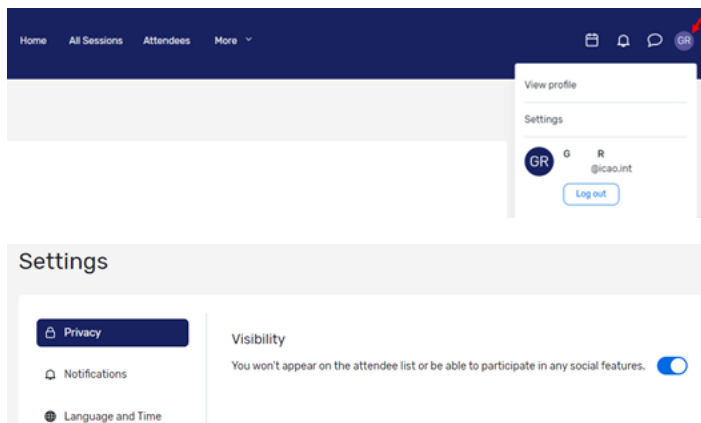 Home All Sessions Attendees More GR
View profile
Settings
GR G R
@icao.int
Log out
Settings
Privacy
Visibility
You won't appear on the attendee list or be able to participate in any social features.
Notifications
Language and Time